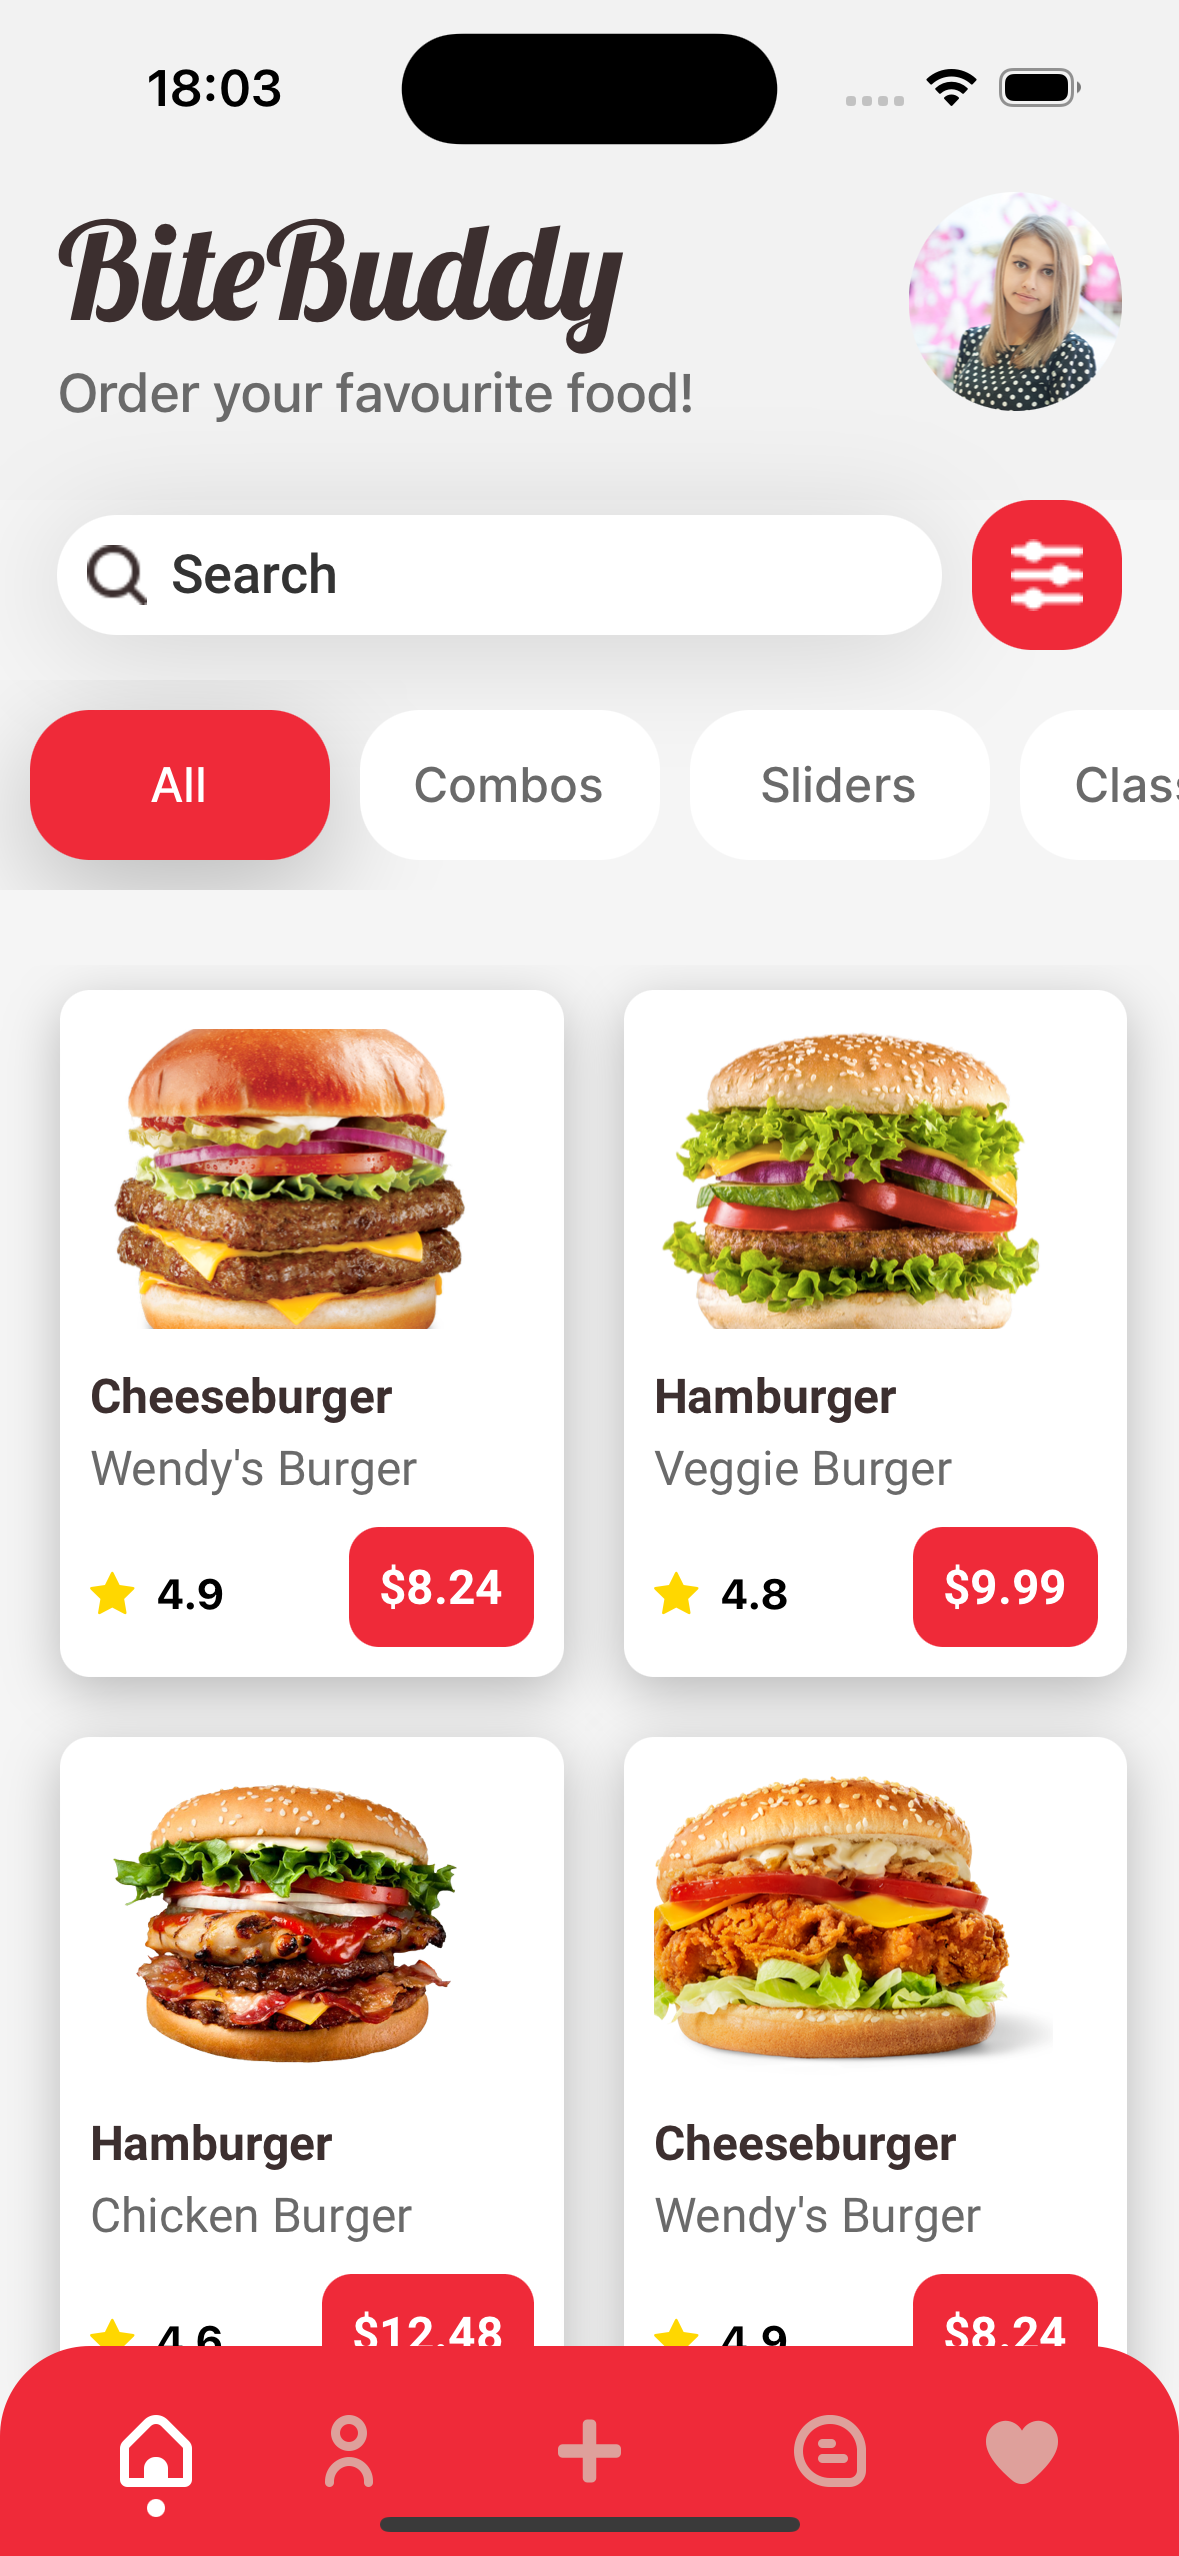 18:03
BiteBuddy
Order your favourite food!
Search
All Combos Sliders Class
Cheeseburger
Wendy's Burger
4.9 $8.24
Hamburger
Veggie Burger
4.8 $9.99
Hamburger
Chicken Burger
4.6 $12.48
Cheeseburger
Wendy's Burger
4.9 $8.24